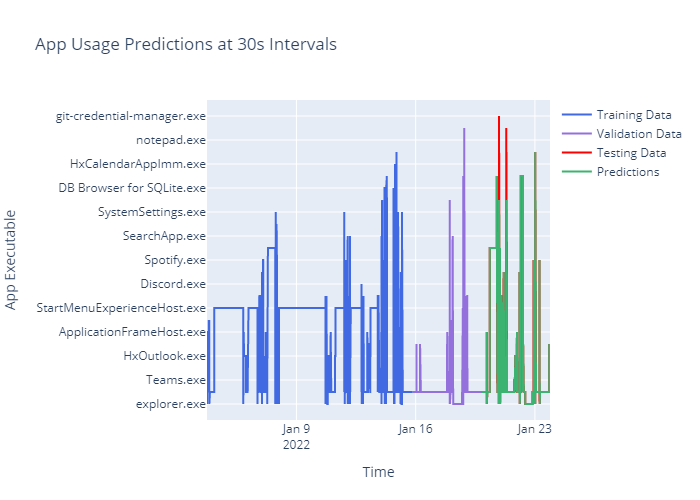 App Usage Predictions at 30s Intervals
git-credential-manager.exe
notepad.exe
HxCalendarAppImm.exe
DB Browser for SQLite.exe
SystemSettings.exe
SearchApp.exe
Spotify.exe
Discord.exe
StartMenuExperienceHost.exe
ApplicationFrameHost.exe
HxOutlook.exe
Teams.exe
explorer.exe
App Executable
Jan 9
2022
Jan 16
Jan 23
Time
Training Data
Validation Data
Testing Data
Predictions